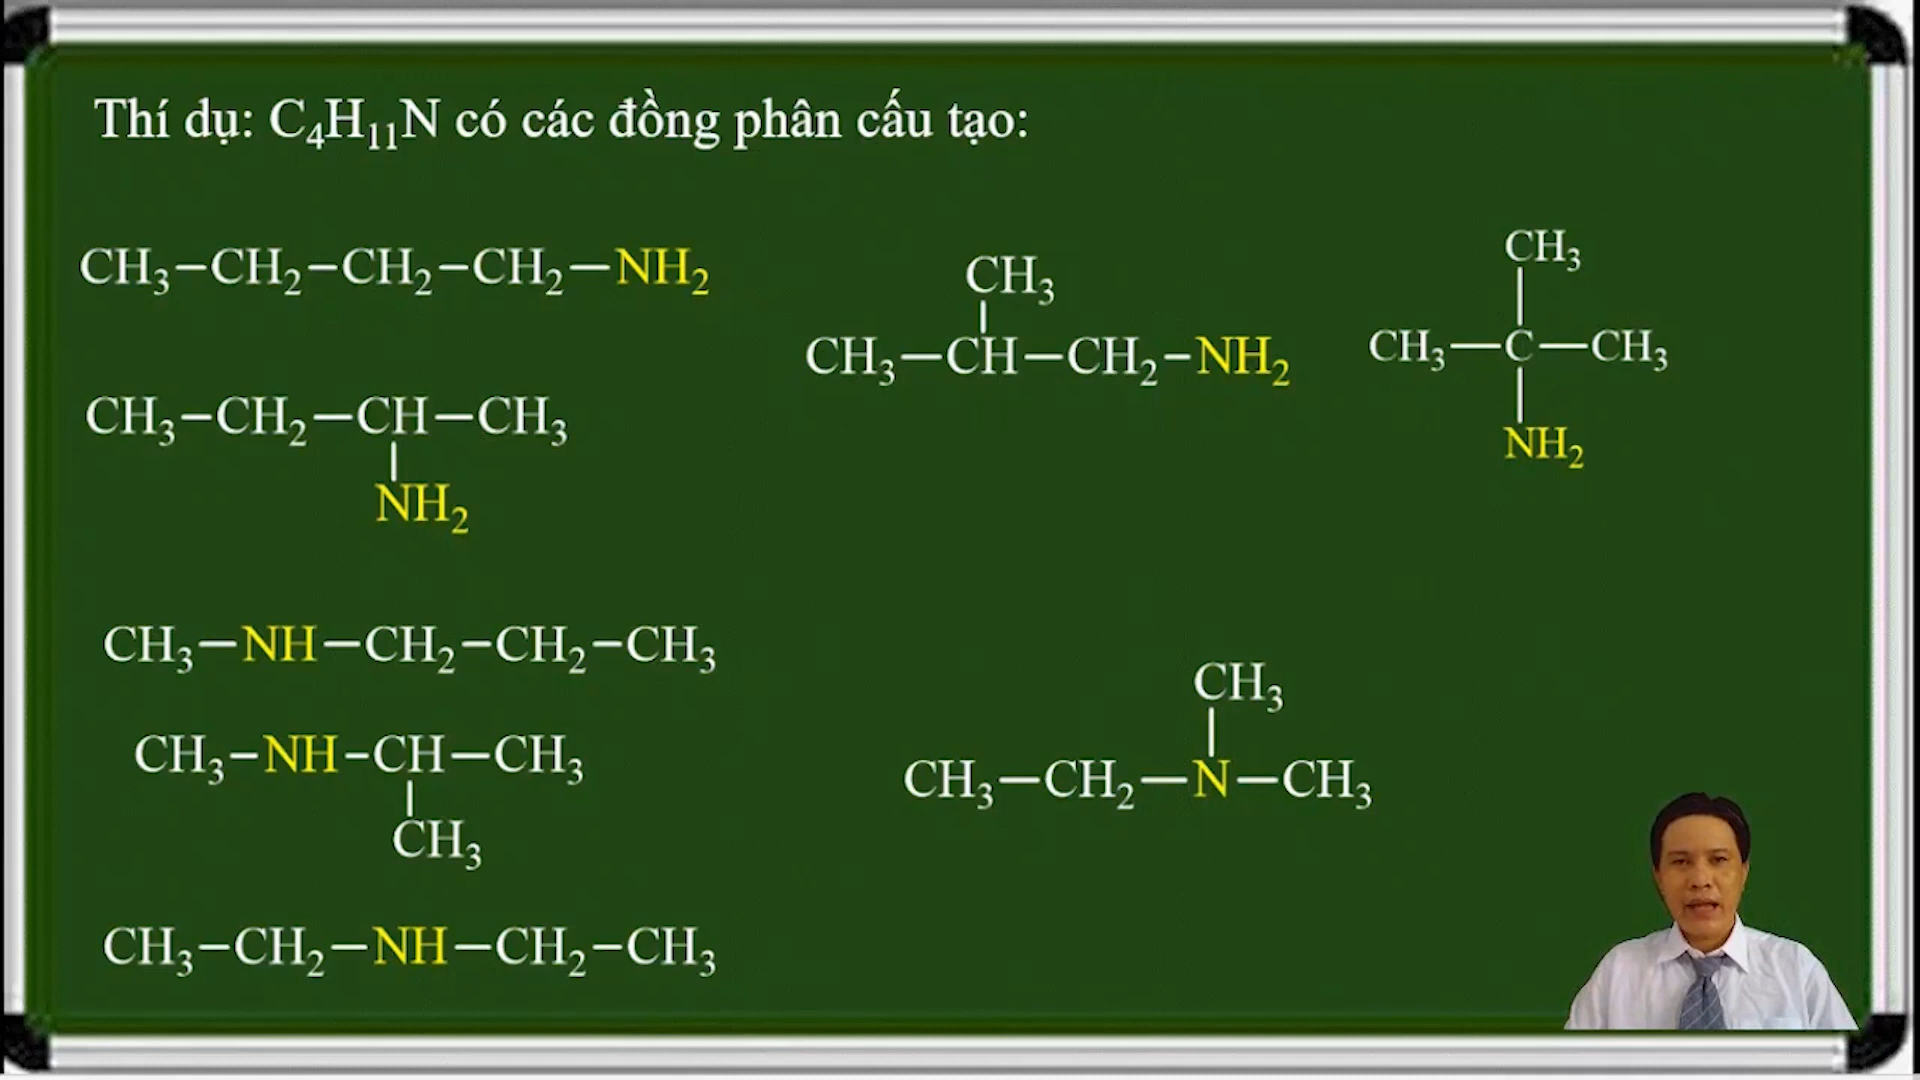 Thí dụ: C₄H₁₁N có các đồng phân cấu tạo:
CH₃–CH₂–CH₂–CH₂–NH₂
CH₃–CH₂–CH–CH₃
|
NH₂
CH₃
|
CH₃–CH–CH₂–NH₂
CH₃
|
CH₃–C–CH₃
|
NH₂
CH₃–NH–CH₂–CH₂–CH₃
CH₃–NH–CH–CH₃
|
CH₃
CH₃–CH₂–NH–CH₂–CH₃
CH₃
|
CH₃–CH₂–N–CH₃